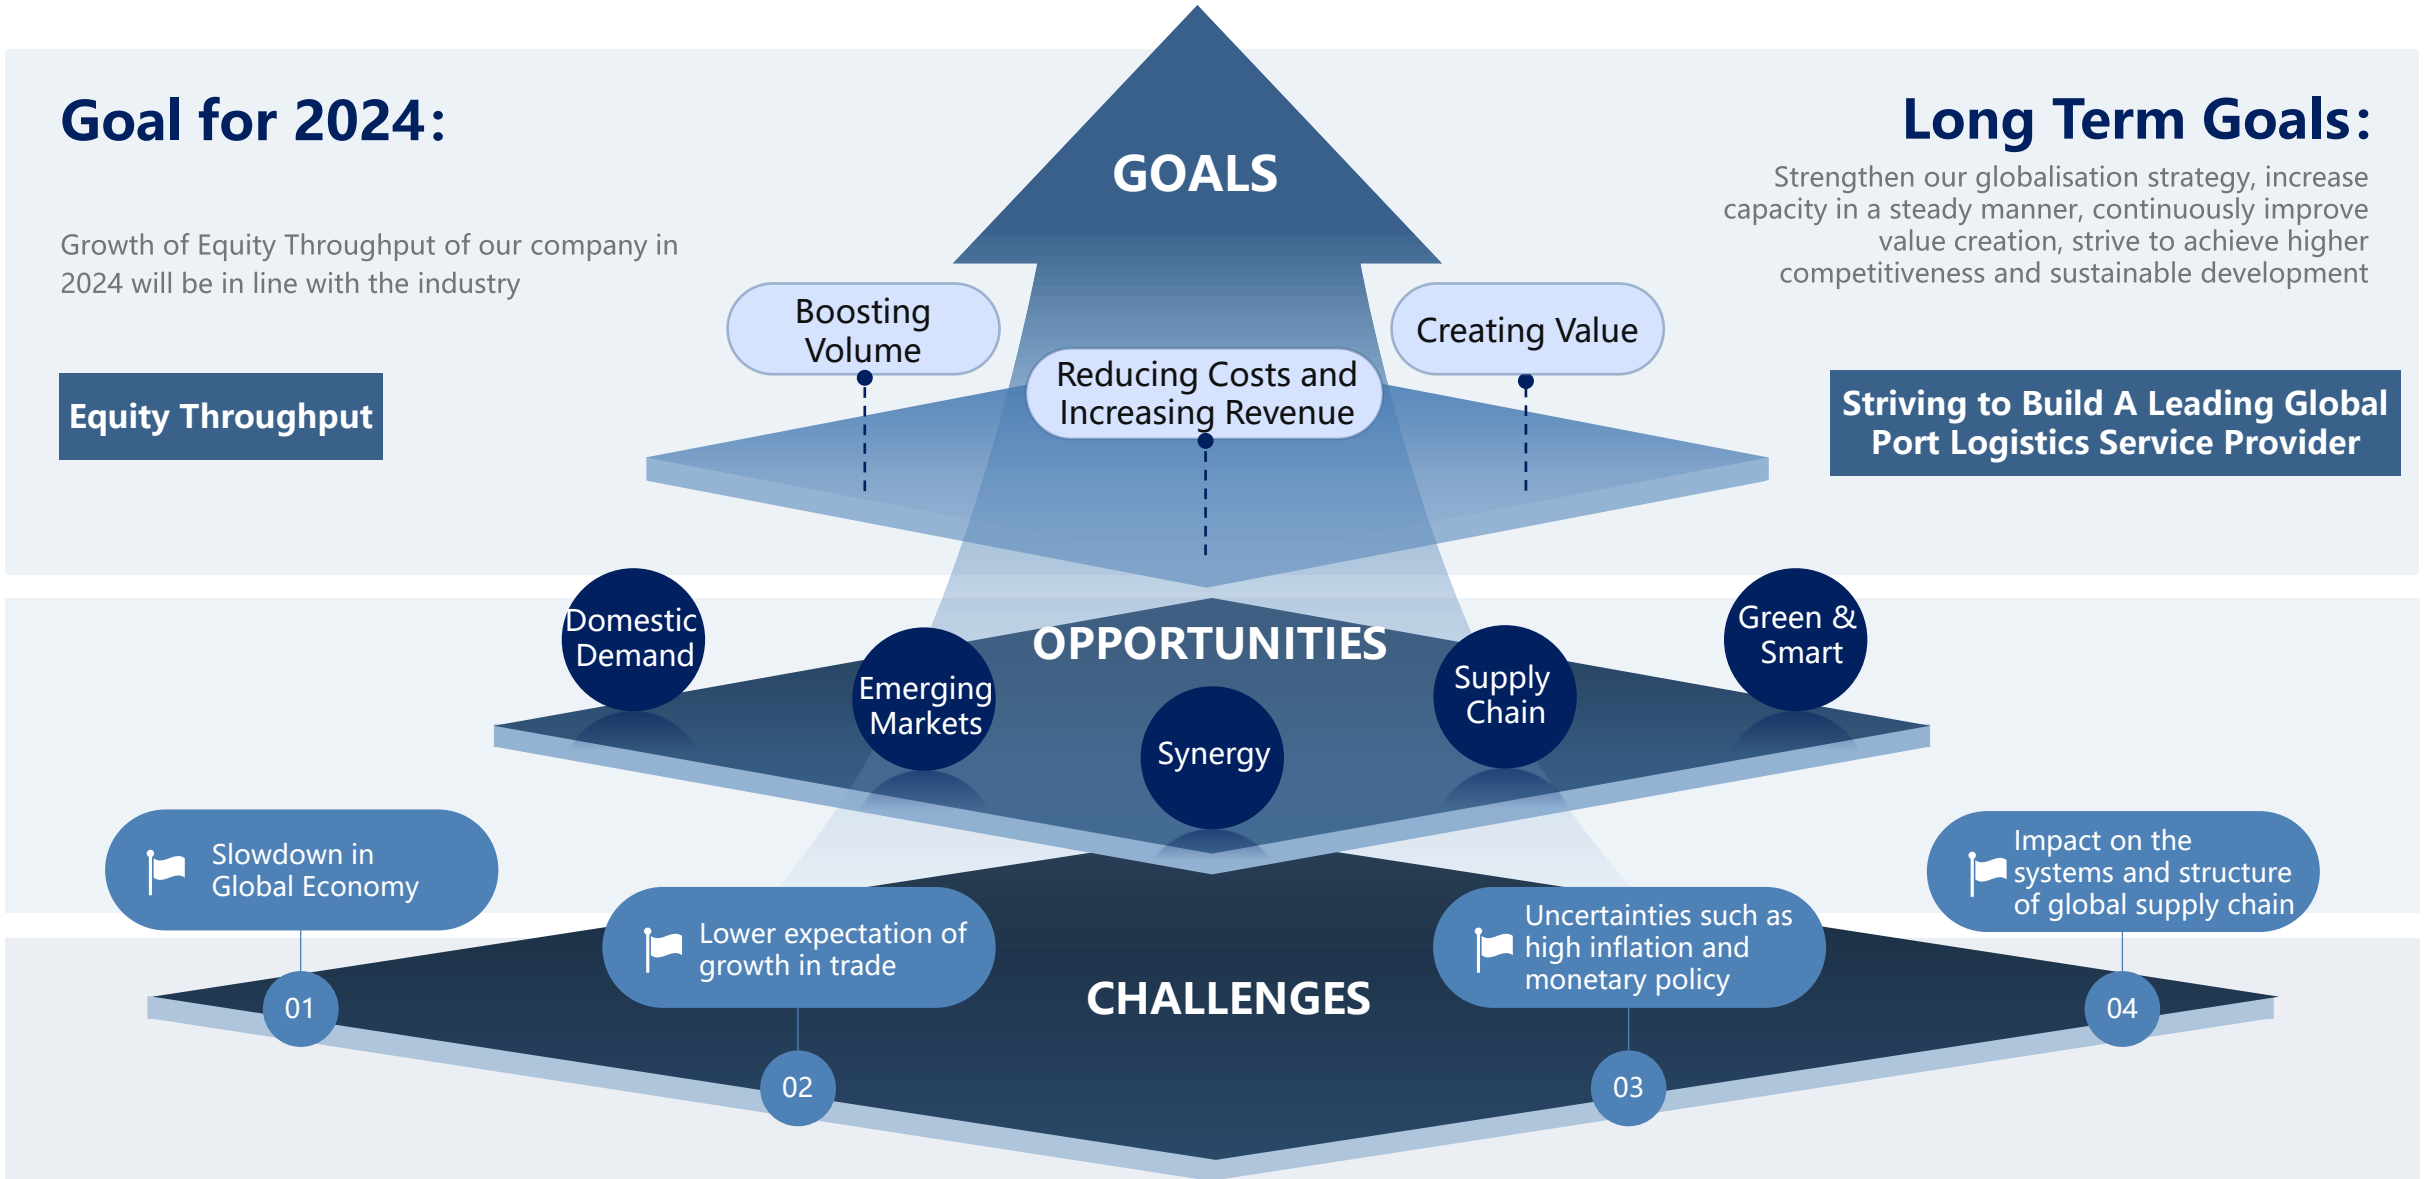 Goal for 2024:
Growth of Equity Throughput of our company in
2024 will be in line with the industry
Equity Throughput
GOALS
Long Term Goals:
Strengthen our globalisation strategy, increase
capacity in a steady manner, continuously improve
value creation, strive to achieve higher
competitiveness and sustainable development
Striving to Build A Leading Global
Port Logistics Service Provider
Boosting
Volume
Reducing Costs and
Increasing Revenue
Creating Value
OPPORTUNITIES
Domestic
Demand
Emerging
Markets
Synergy
Supply
Chain
Green &
Smart
CHALLENGES
Slowdown in
Global Economy
01
Lower expectation of
growth in trade
02
Uncertainties such as
high inflation and
monetary policy
03
Impact on the
systems and structure
of global supply chain
04